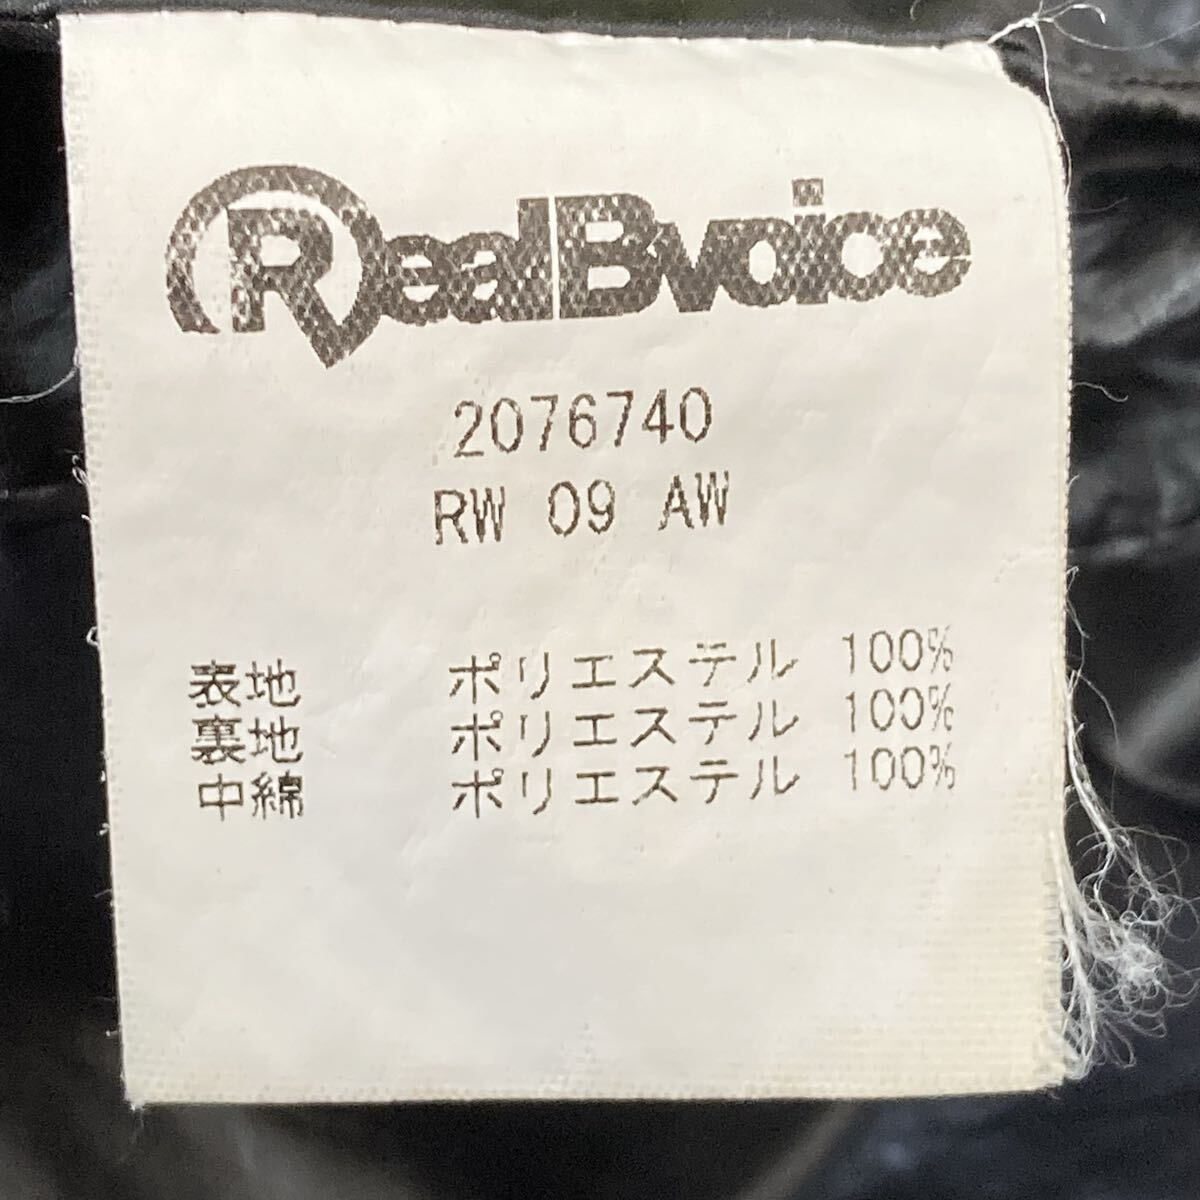 RealBvoice
2076740
RW 09 AW
表地 ポリエステル 100%
裏地 ポリエステル 100%
中綿 ポリエステル 100%